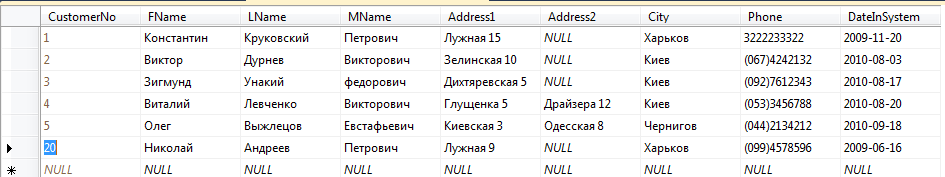 CustomerNo FName LName MName Address1 Address2 City Phone DateInSystem
1 Константин Круковский Петрович Лужная 15 NULL Харьков 3222233322 2009-11-20
2 Виктор Дурнев Викторович Зелинская 10 NULL Киев (067)4242132 2010-08-03
3 Зигмунд Унакий федорович Дихтяревская 5 NULL Киев (092)7612343 2010-08-17
4 Виталий Левченко Викторович Глущенка 5 Драйзера 12 Киев (053)3456788 2010-08-20
5 Олег Выжлецов Евстафьевич Киевская 3 Одесская 8 Чернигов (044)2134212 2010-09-18
20 Николай Андреев Петрович Лужная 9 NULL Харьков (099)4578596 2009-06-16
NULL NULL NULL NULL NULL NULL NULL NULL NULL